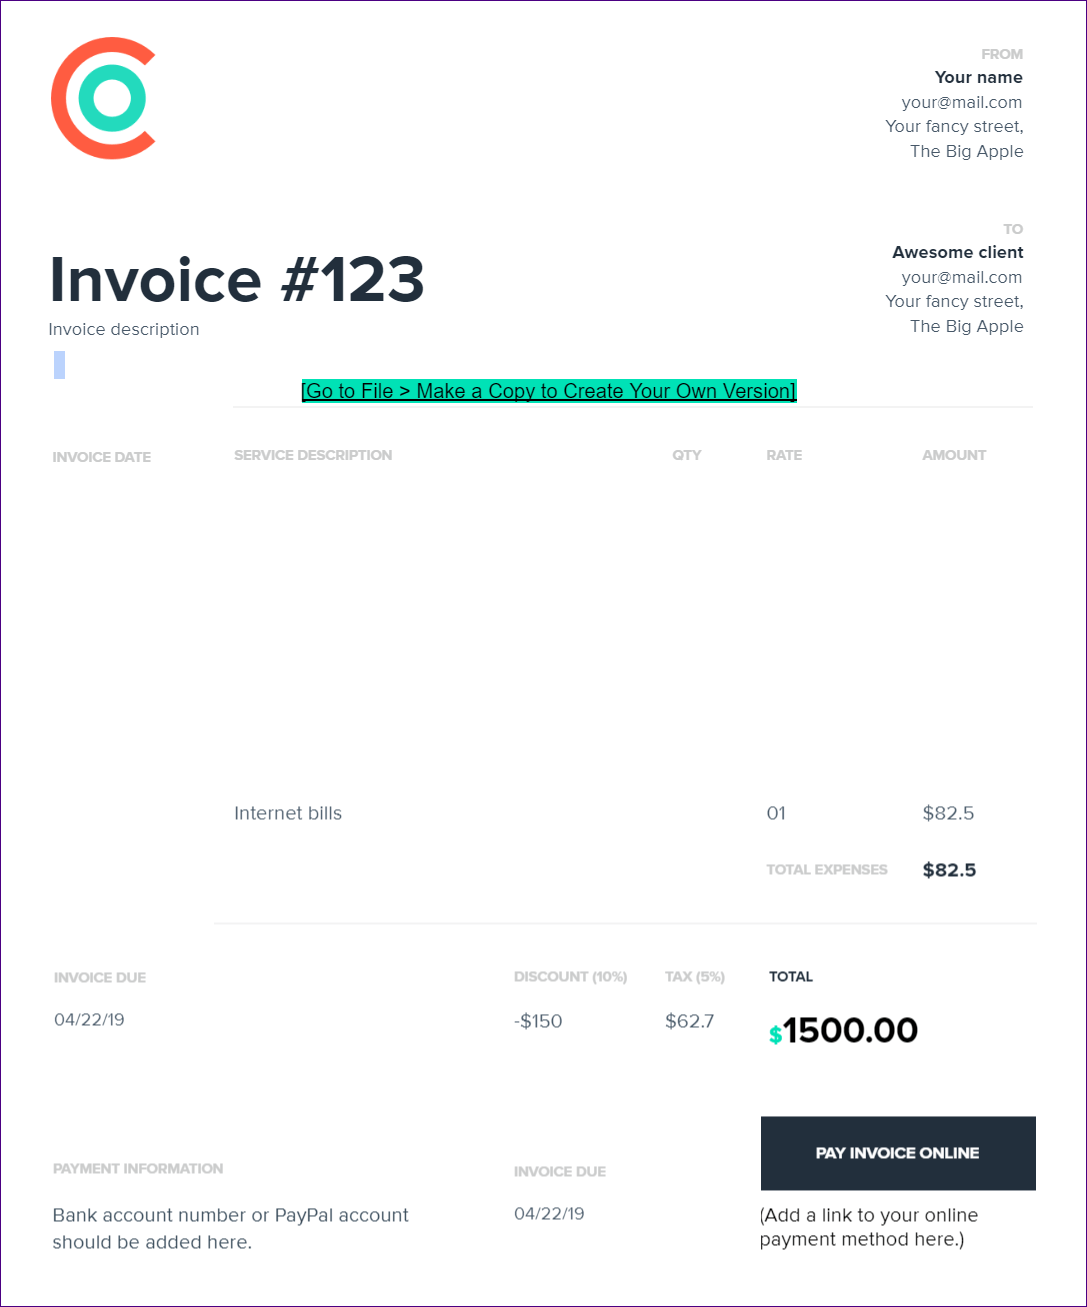 FROM
Your name
your@mail.com
Your fancy street,
The Big Apple
TO
Awesome client
your@mail.com
Your fancy street,
The Big Apple
Invoice #123
Invoice description
[Go to File > Make a Copy to Create Your Own Version]
INVOICE DATE SERVICE DESCRIPTION QTY RATE AMOUNT
Internet bills 01 $82.5
TOTAL EXPENSES $82.5
INVOICE DUE DISCOUNT (10%) TAX (5%) TOTAL
04/22/19 -$150 $62.7 $1500.00
PAY INVOICE ONLINE
PAYMENT INFORMATION INVOICE DUE
Bank account number or PayPal account 04/22/19 (Add a link to your online
should be added here. payment method here.)